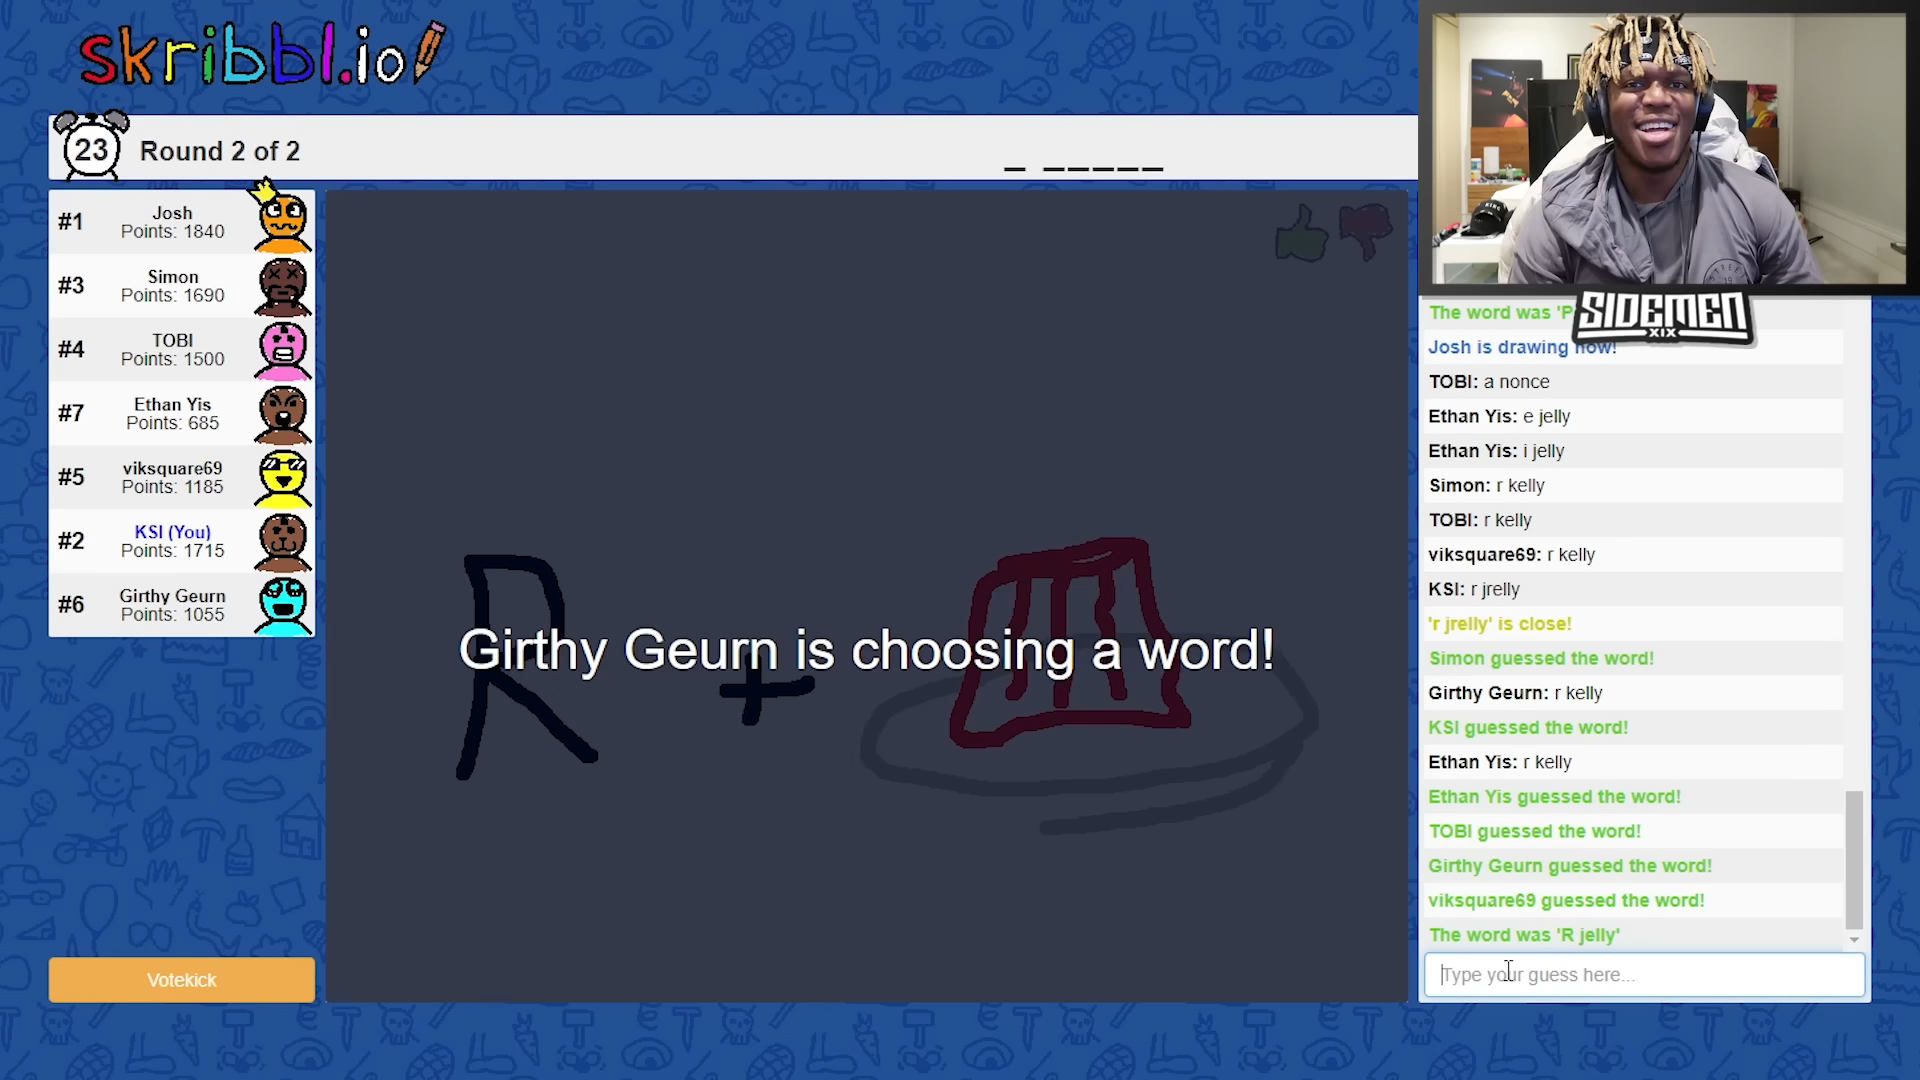 skribbl.io
23
Round 2 of 2
_ _____
#1 Josh
Points: 1840
#3 Simon
Points: 1690
#4 TOBI
Points: 1500
#7 Ethan Yis
Points: 685
#5 viksquare69
Points: 1185
#2 KSI (You)
Points: 1715
#6 Girthy Geurn
Points: 1055
Votekick
R +
Girthy Geurn is choosing a word!
SIDEMEN
XIX
The word was 'P
Josh is drawing now!
TOBI: a nonce
Ethan Yis: e jelly
Ethan Yis: i jelly
Simon: r kelly
TOBI: r kelly
viksquare69: r kelly
KSI: r jrelly
'r jrelly' is close!
Simon guessed the word!
Girthy Geurn: r kelly
KSI guessed the word!
Ethan Yis: r kelly
Ethan Yis guessed the word!
TOBI guessed the word!
Girthy Geurn guessed the word!
viksquare69 guessed the word!
The word was 'R jelly'
Type your guess here...